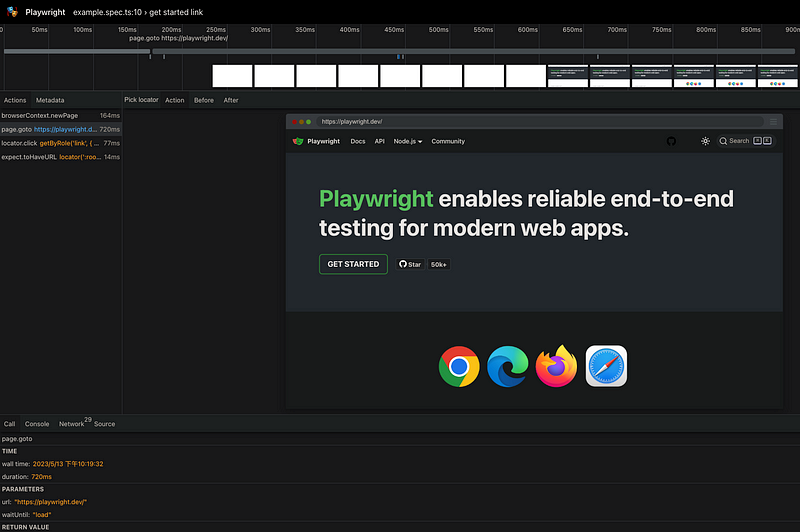 Playwright example.spec.ts:10 › get started link
0 50ms 100ms 150ms 200ms 250ms 300ms 350ms 400ms 450ms 500ms 550ms 600ms 650ms 700ms 750ms 800ms 850ms 900ms
page.goto https://playwright.dev/
Actions Metadata
browserContext.newPage 164ms
page.goto https://playwright.d... 720ms
locator.click getByRole('link', { ... 77ms
expect.toHaveURL locator(':roo... 14ms
Pick locator Action Before After
https://playwright.dev/
Playwright Docs API Node.js Community Search
Playwright enables reliable end-to-end
testing for modern web apps.
GET STARTED Star 50k+
Call Console Network 29 Source
page.goto
TIME
wall time: 2023/5/13 下午10:19:32
duration: 720ms
PARAMETERS
url: "https://playwright.dev/"
waitUntil: "load"
RETURN VALUE